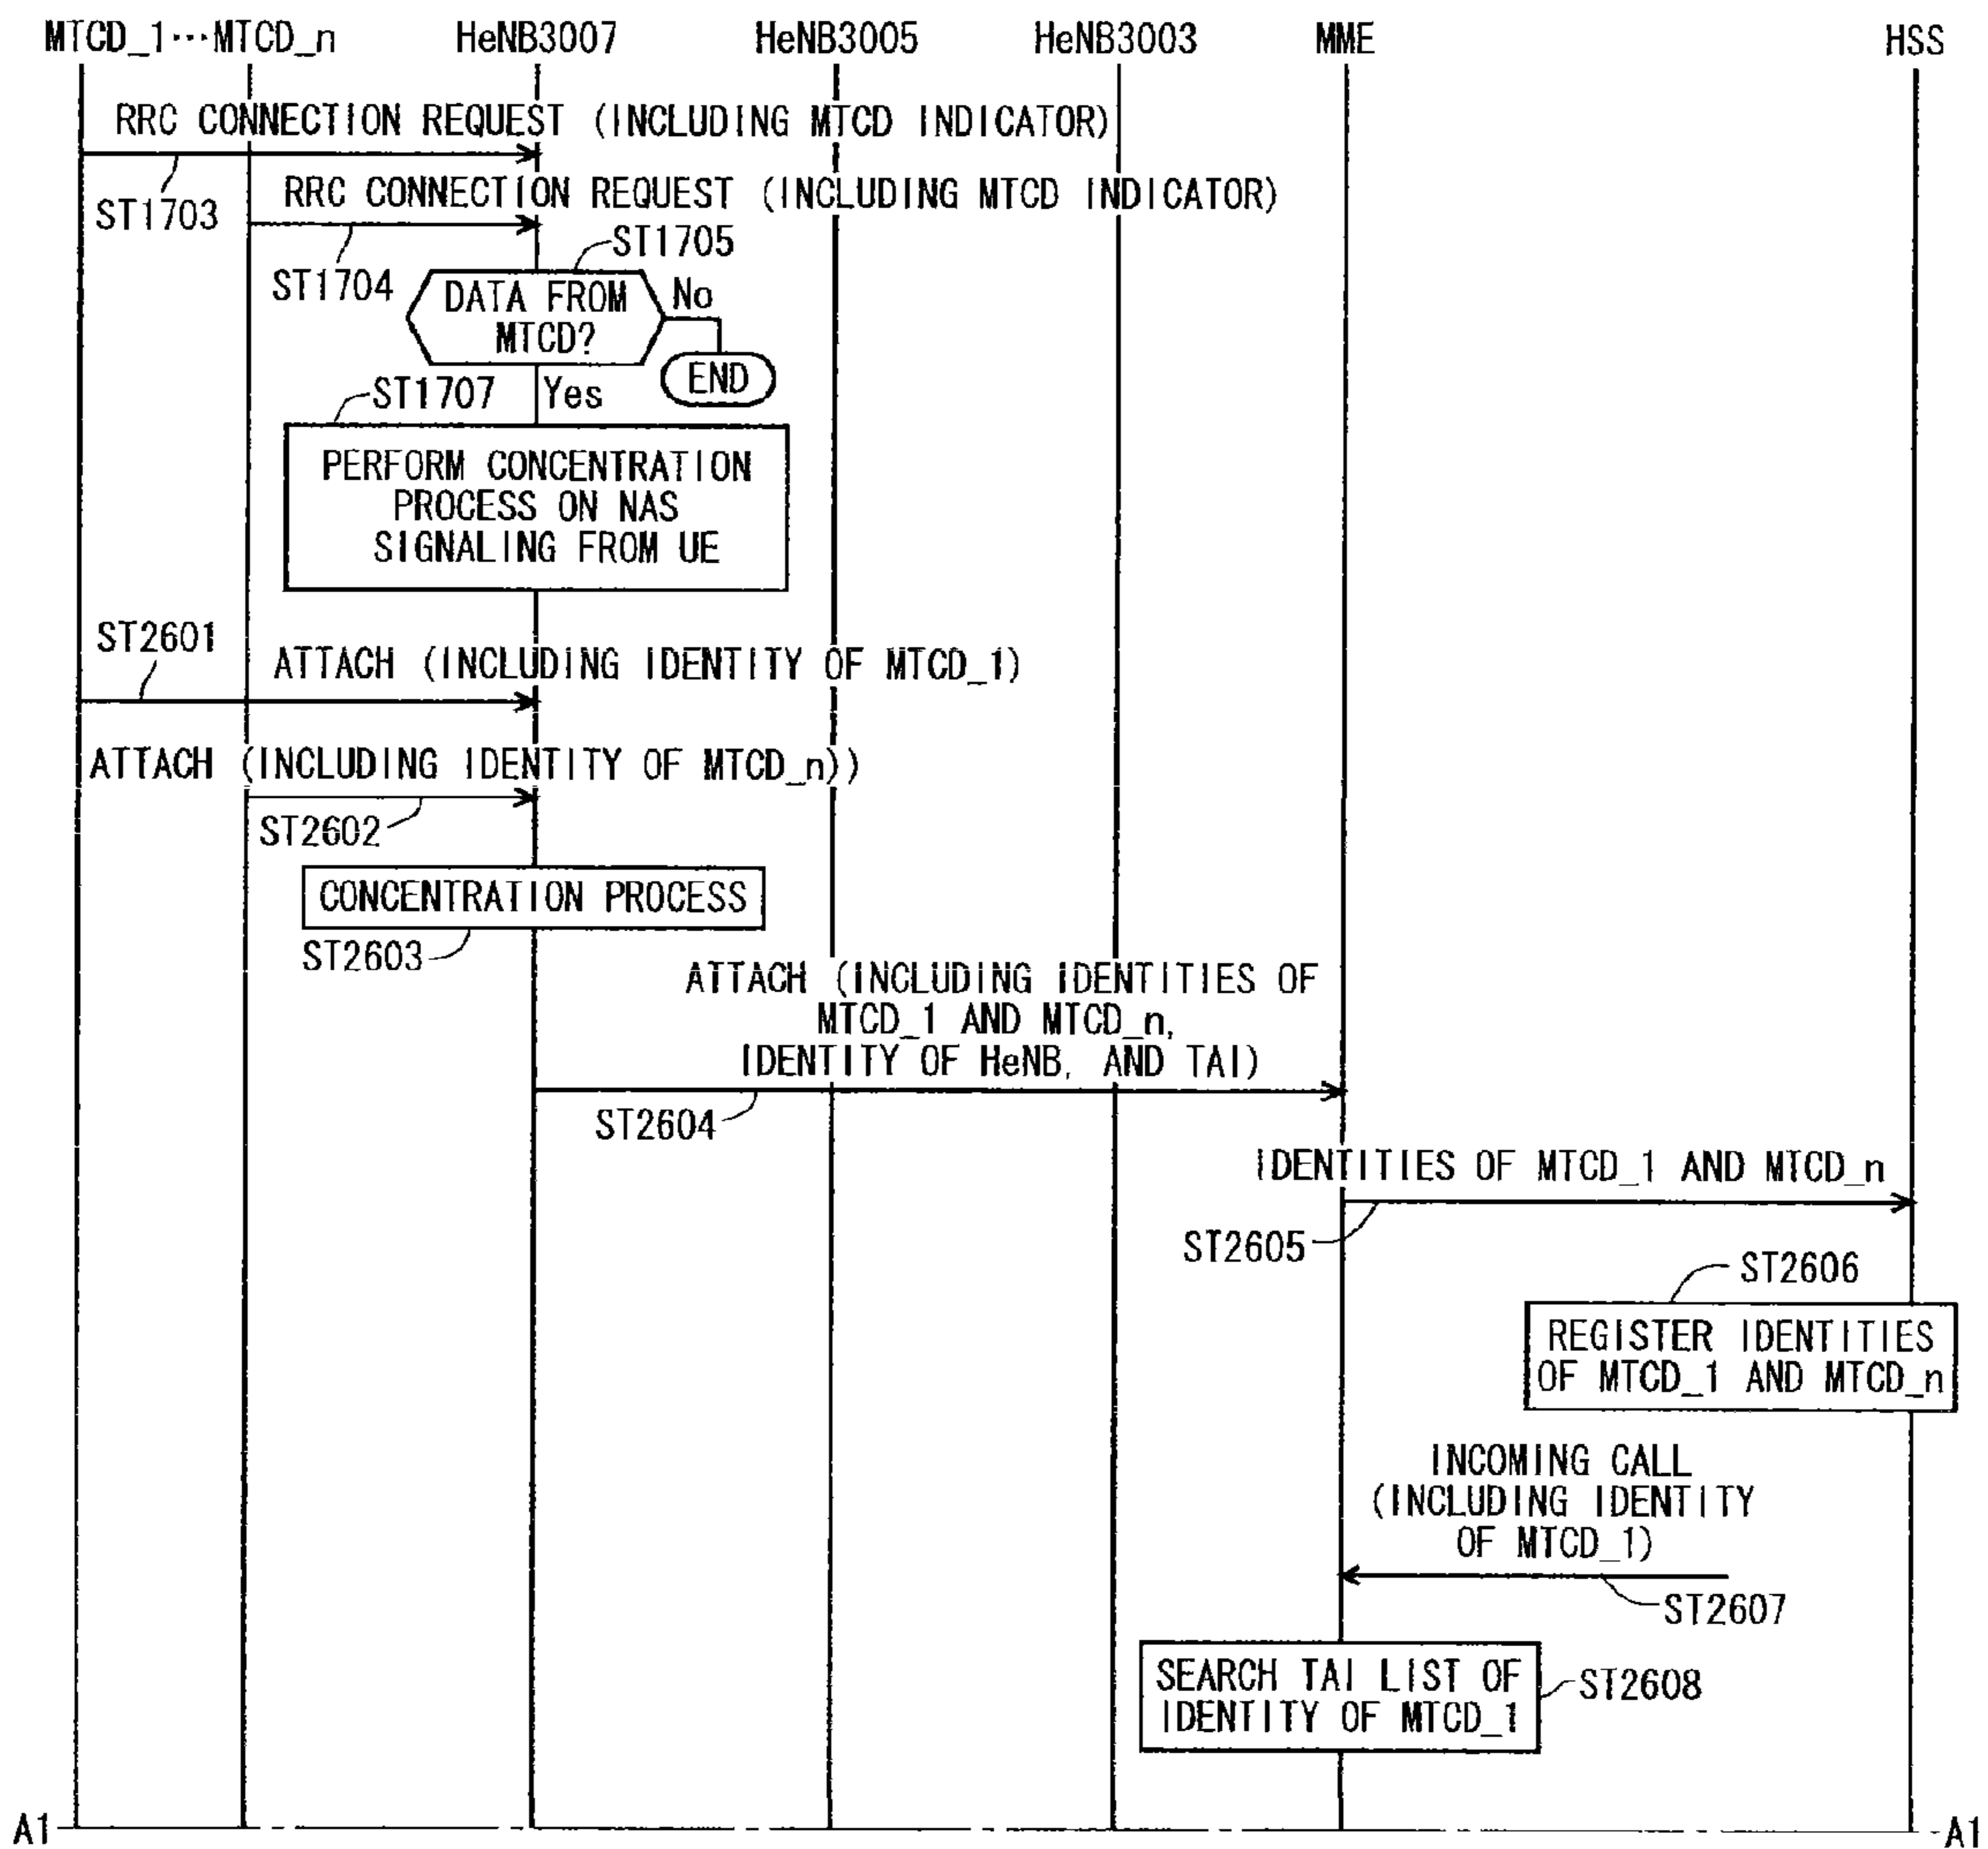 MTCD_1···MTCD_n HeNB3007 HeNB3005 HeNB3003 MME HSS
RRC CONNECTION REQUEST (INCLUDING MTCD INDICATOR)
ST1703
RRC CONNECTION REQUEST (INCLUDING MTCD INDICATOR)
ST1704
ST1705
DATA FROM
MTCD?
No
END
ST1707
Yes
PERFORM CONCENTRATION
PROCESS ON NAS
SIGNALING FROM UE
ST2601
ATTACH (INCLUDING IDENTITY OF MTCD_1)
ATTACH (INCLUDING IDENTITY OF MTCD_n))
ST2602
CONCENTRATION PROCESS
ST2603
ATTACH (INCLUDING IDENTITIES OF
MTCD_1 AND MTCD_n,
IDENTITY OF HeNB, AND TAI)
ST2604
IDENTITIES OF MTCD_1 AND MTCD_n
ST2605
ST2606
REGISTER IDENTITIES
OF MTCD_1 AND MTCD_n
INCOMING CALL
(INCLUDING IDENTITY
OF MTCD_1)
ST2607
SEARCH TAI LIST OF
IDENTITY OF MTCD_1
ST2608
A1 A1